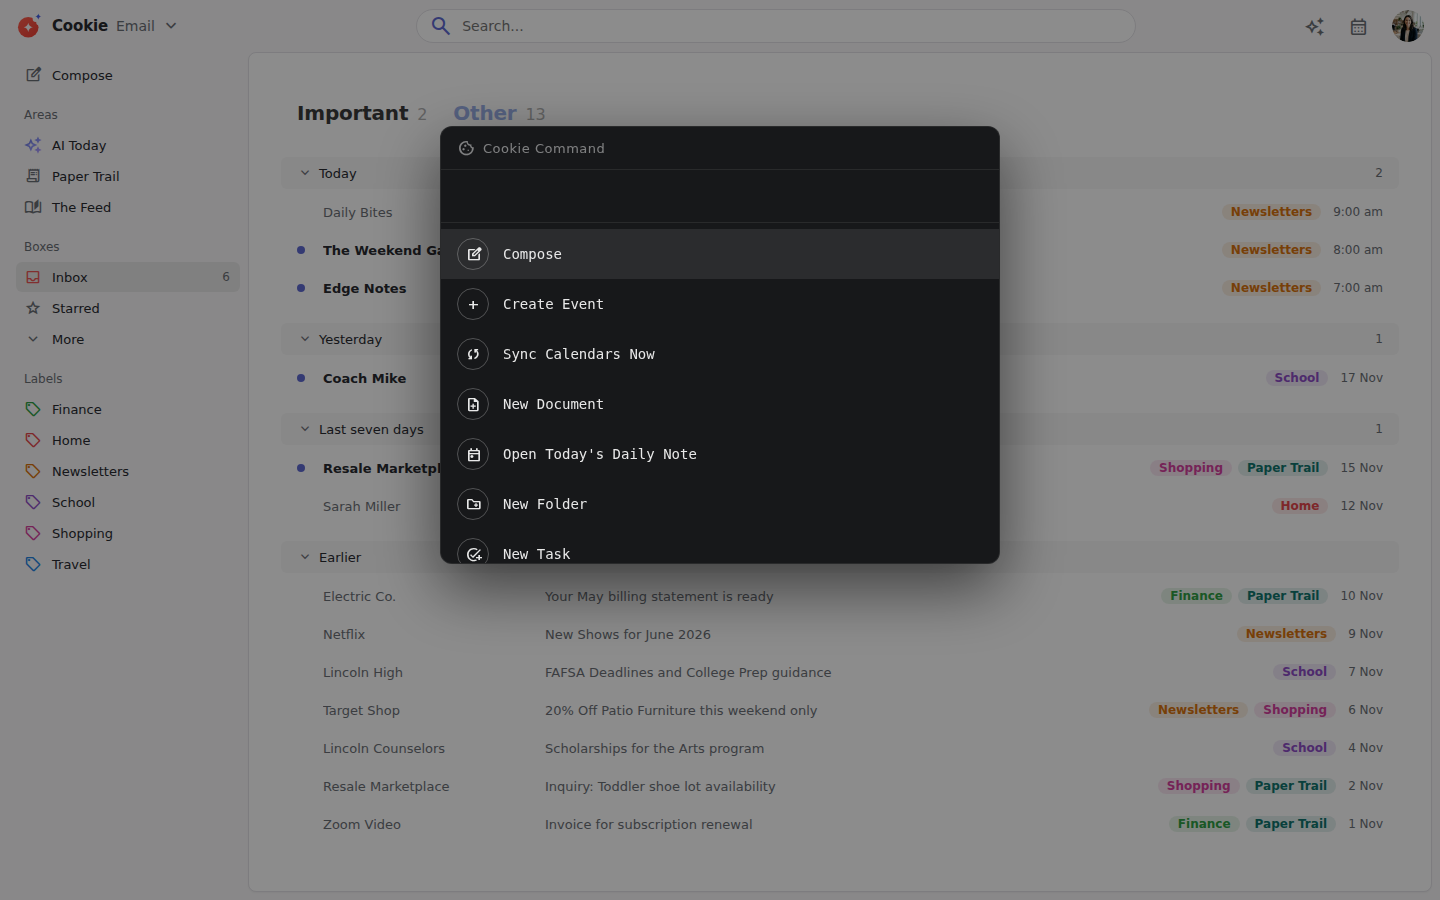 Cookie Email
Search...
Compose
Areas
AI Today
Paper Trail
The Feed
Boxes
Inbox 6
Starred
More
Labels
Finance
Home
Newsletters
School
Shopping
Travel
Important 2 Other 13
Today 2
Daily Bites Newsletters 9:00 am
The Weekend Newsletters 8:00 am
Edge Notes Newsletters 7:00 am
Yesterday 1
Coach Mike School 17 Nov
Last seven days 1
Resale Shopping Paper Trail 15 Nov
Sarah Miller Home 12 Nov
Earlier
Electric Co. Your May billing statement is ready Finance Paper Trail 10 Nov
Netflix New Shows for June 2026 Newsletters 9 Nov
Lincoln High FAFSA Deadlines and College Prep guidance School 7 Nov
Target Shop 20% Off Patio Furniture this weekend only Newsletters Shopping 6 Nov
Lincoln Counselors Scholarships for the Arts program School 4 Nov
Resale Marketplace Inquiry: Toddler shoe lot availability Shopping Paper Trail 2 Nov
Zoom Video Invoice for subscription renewal Finance Paper Trail 1 Nov
Cookie Command
Compose
Create Event
Sync Calendars Now
New Document
Open Today's Daily Note
New Folder
New Task